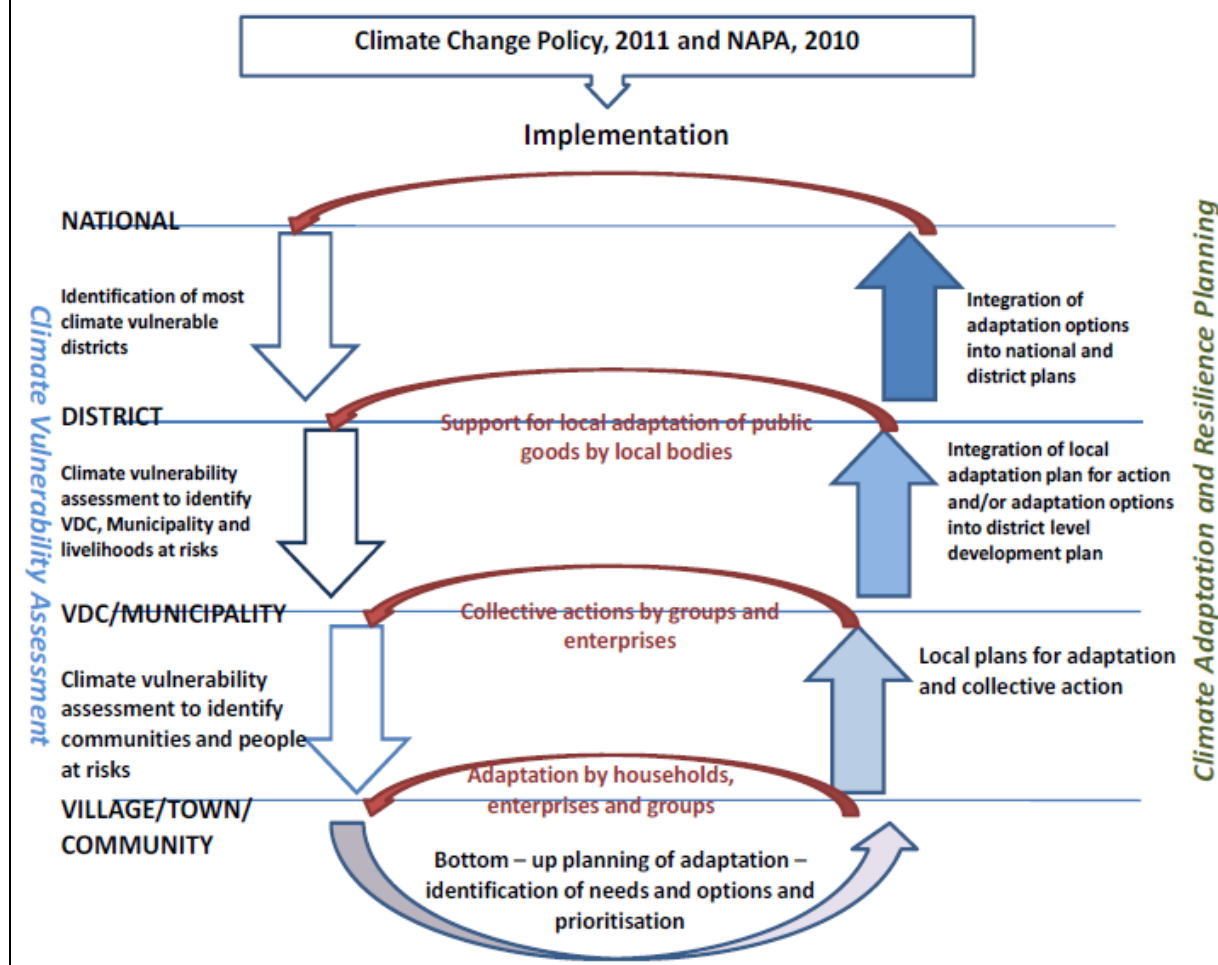 Climate Change Policy, 2011 and NAPA, 2010
Implementation
NATIONAL
Identification of most
climate vulnerable
districts
Integration of
adaptation options
into national and
district plans
DISTRICT
Support for local adaptation of public
goods by local bodies
Climate vulnerability
assessment to identify
VDC, Municipality and
livelihoods at risks
Integration of local
adaptation plan for action
and/or adaptation options
into district level
development plan
VDC/MUNICIPALITY
Collective actions by groups and
enterprises
Climate vulnerability
assessment to identify
communities and people
at risks
Local plans for adaptation
and collective action
VILLAGE/TOWN/
COMMUNITY
Adaptation by households,
enterprises and groups
Bottom – up planning of adaptation –
identification of needs and options and
prioritisation
Climate Vulnerability Assessment
Climate Adaptation and Resilience Planning